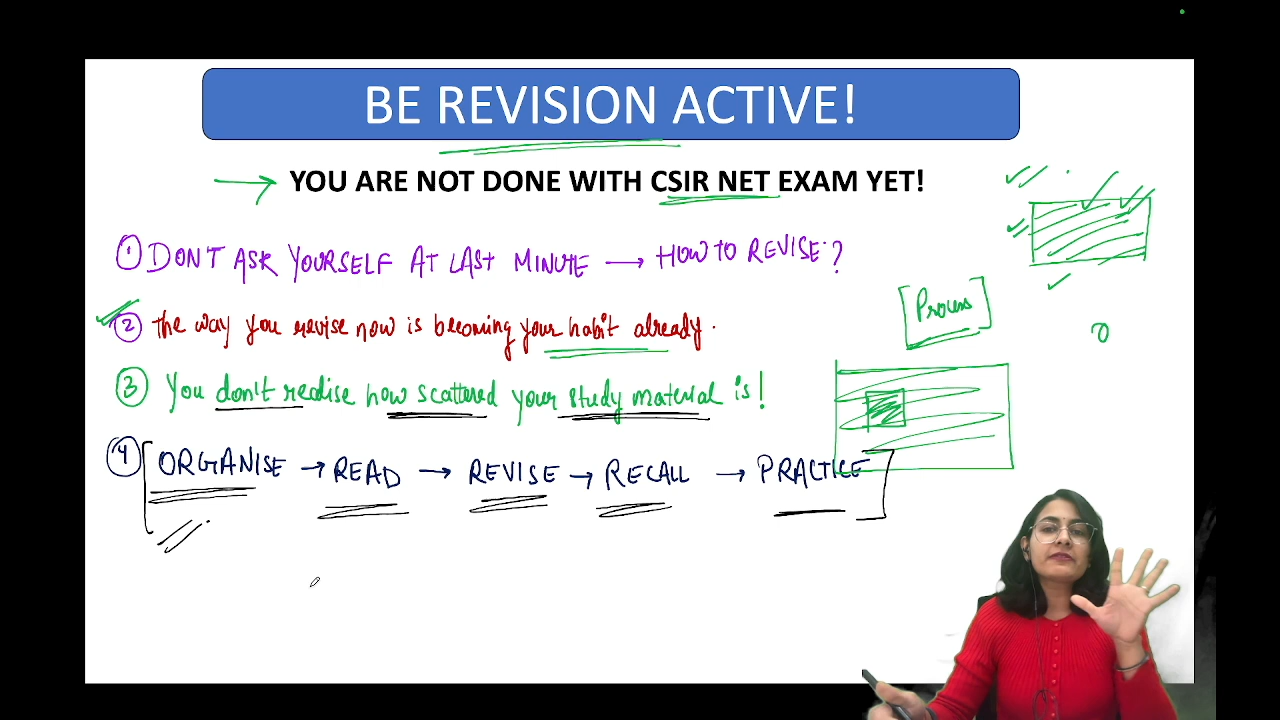 BE REVISION ACTIVE!
YOU ARE NOT DONE WITH CSIR NET EXAM YET!
① DON'T ASK YOURSELF AT LAST MINUTE → HOW TO REVISE?
② the way you revise now is becoming your habit already.
[Process]
③ You don't realise how scattered your study material is!
④ [ORGANISE → READ → REVISE → RECALL → PRACTICE]